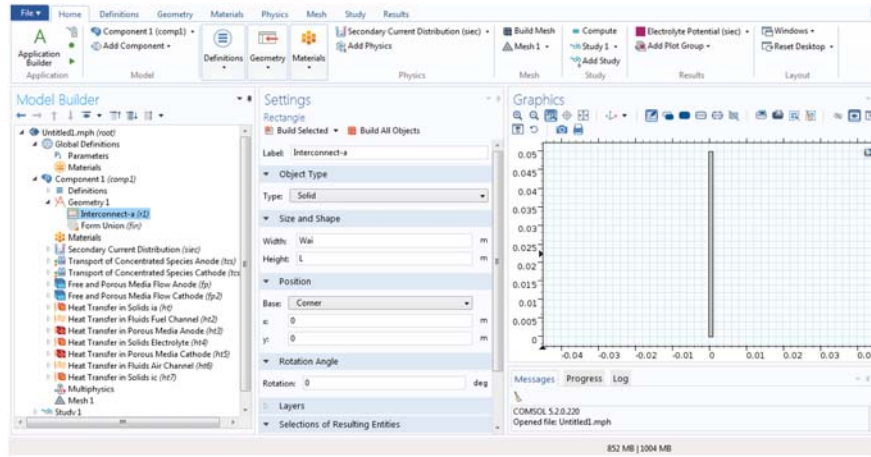 File ▾ Home Definitions Geometry Materials Physics Mesh Study Results
Application Builder
Component 1 (comp1) ▾
Add Component ▾
Definitions
Geometry
Materials
Secondary Current Distribution (siec) ▾
Add Physics
Build Mesh
Mesh 1 ▾
Compute
Study 1 ▾
Add Study
Electrolyte Potential (siec) ▾
Add Plot Group ▾
Windows ▾
Reset Desktop ▾
Application Model Physics Mesh Study Results Layout
Model Builder
Untitled1.mph (root)
Global Definitions
Pi Parameters
Materials
Component 1 (comp1)
Definitions
Geometry 1
Interconnect-a (r1)
Form Union (fin)
Materials
Secondary Current Distribution (siec)
Transport of Concentrated Species Anode (tcs)
Transport of Concentrated Species Cathode (tcs
Free and Porous Media Flow Anode (fp)
Free and Porous Media Flow Cathode (fp2)
Heat Transfer in Solids ia (ht)
Heat Transfer in Fluids Fuel Channel (ht2)
Heat Transfer in Porous Media Anode (ht3)
Heat Transfer in Solids Electrolyte (ht4)
Heat Transfer in Porous Media Cathode (ht5)
Heat Transfer in Fluids Air Channel (ht6)
Heat Transfer in Solids ic (ht7)
Multiphysics
Mesh 1
Study 1
Settings
Rectangle
Build Selected ▾ Build All Objects
Label: Interconnect-a
Object Type
Type: Solid
Size and Shape
Width: Wai m
Height: L m
Position
Base: Corner
x: 0 m
y: 0 m
Rotation Angle
Rotation: 0 deg
Layers
Selections of Resulting Entities
Graphics
0.05
0.045
0.04
0.035
0.03
0.025
0.02
0.015
0.01
0.005
0
-0.04 -0.03 -0.02 -0.01 0 0.01 0.02 0.03 0.0
Messages Progress Log
COMSOL 5.2.0.220
Opened file: Untitled1.mph
852 MB | 1004 MB